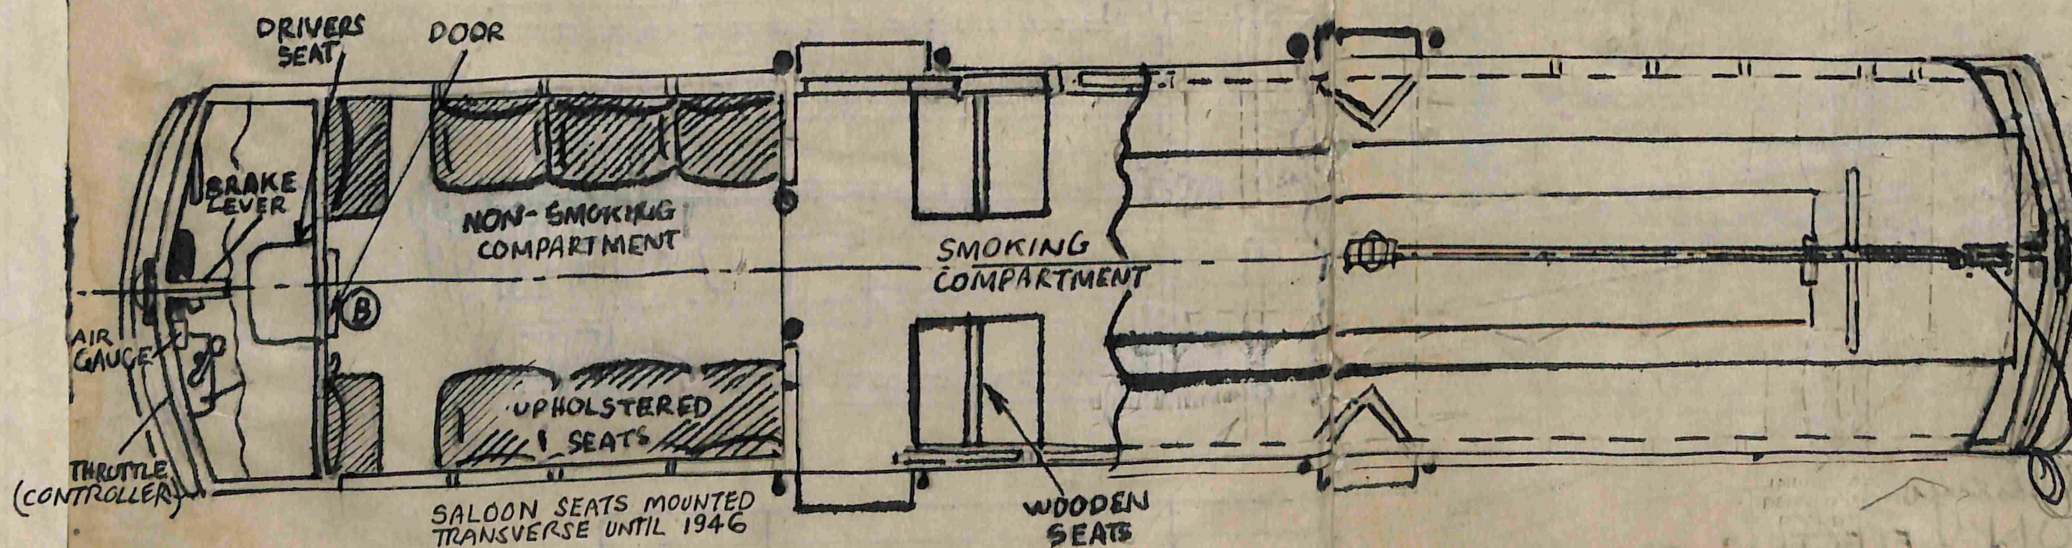 DRIVERS
SEAT
DOOR
BRAKE
LEVER
NON-SMOKING
COMPARTMENT
SMOKING
COMPARTMENT
B
AIR
GAUGE
UPHOLSTERED
SEATS
THROTTLE
(CONTROLLER)
SALOON SEATS MOUNTED
TRANSVERSE UNTIL 1946
WOODEN
SEATS